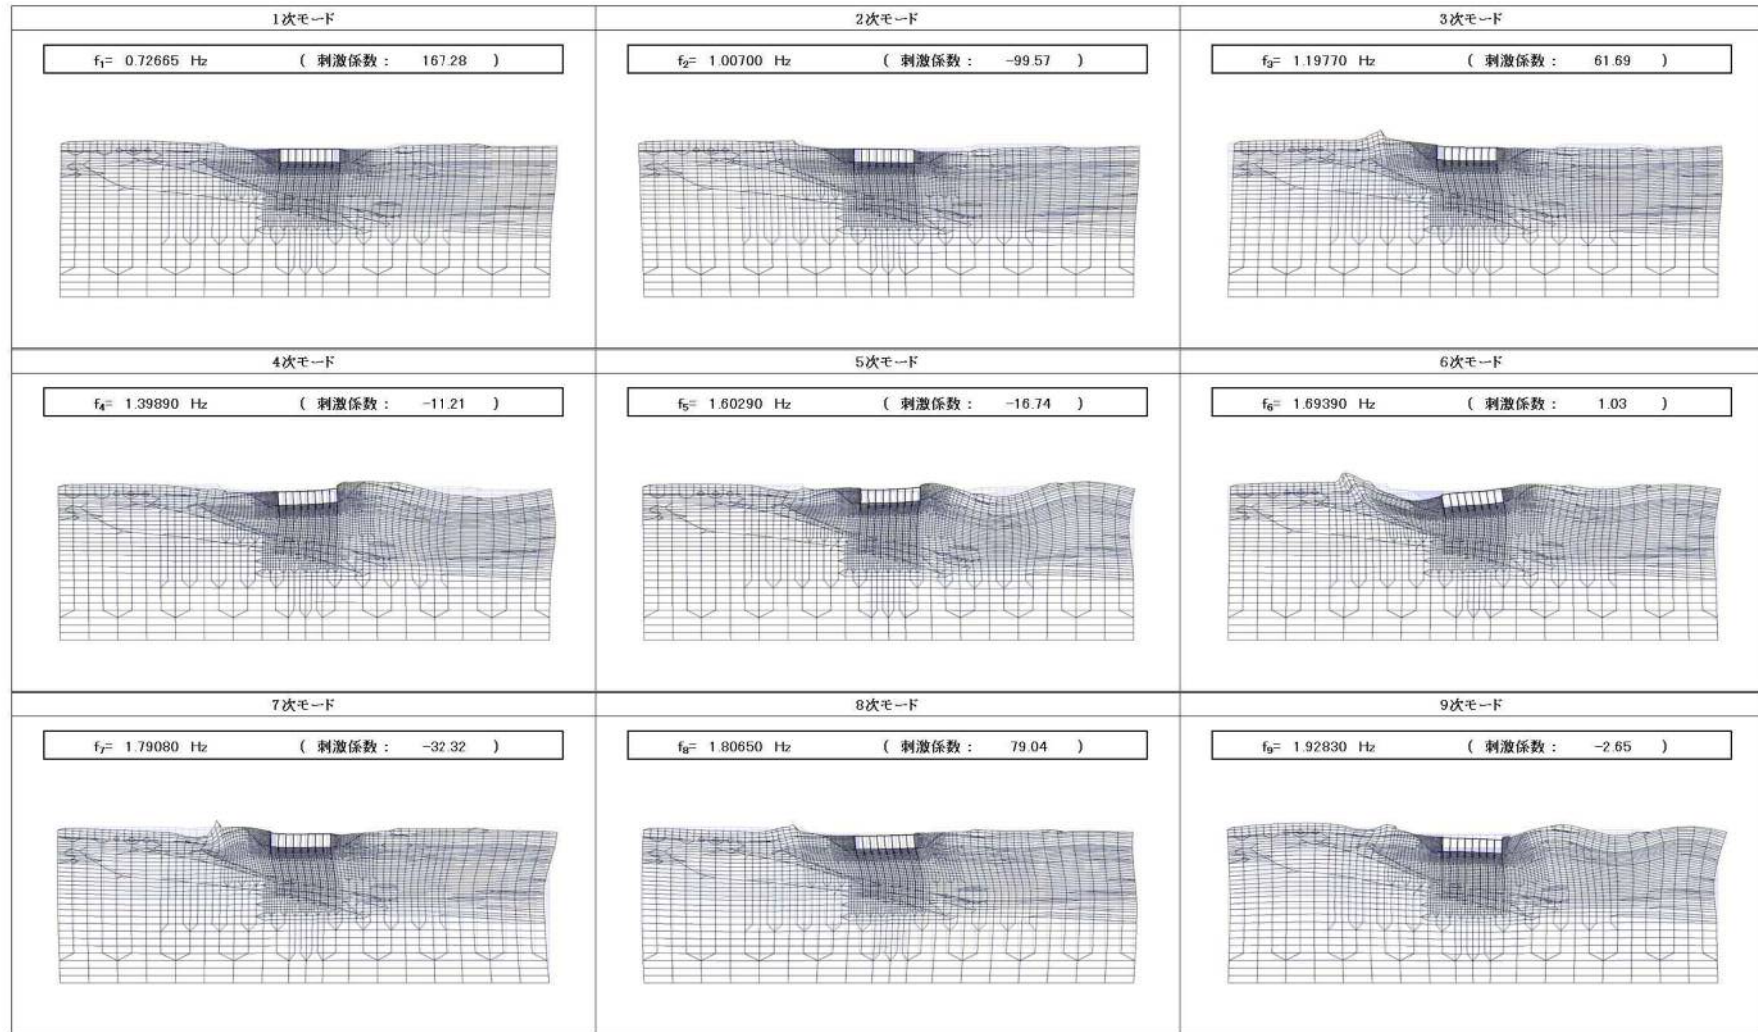 1次モード
2次モード
3次モード
f₁= 0.72665 Hz ( 刺激係数 : 167.28 )
f₂= 1.00700 Hz ( 刺激係数 : -99.57 )
f₃= 1.19770 Hz ( 刺激係数 : 61.69 )
4次モード
5次モード
6次モード
f₄= 1.39890 Hz ( 刺激係数 : -11.21 )
f₅= 1.60290 Hz ( 刺激係数 : -16.74 )
f₆= 1.69390 Hz ( 刺激係数 : 1.03 )
7次モード
8次モード
9次モード
f₇= 1.79080 Hz ( 刺激係数 : -32.32 )
f₈= 1.80650 Hz ( 刺激係数 : 79.04 )
f₉= 1.92830 Hz ( 刺激係数 : -2.65 )